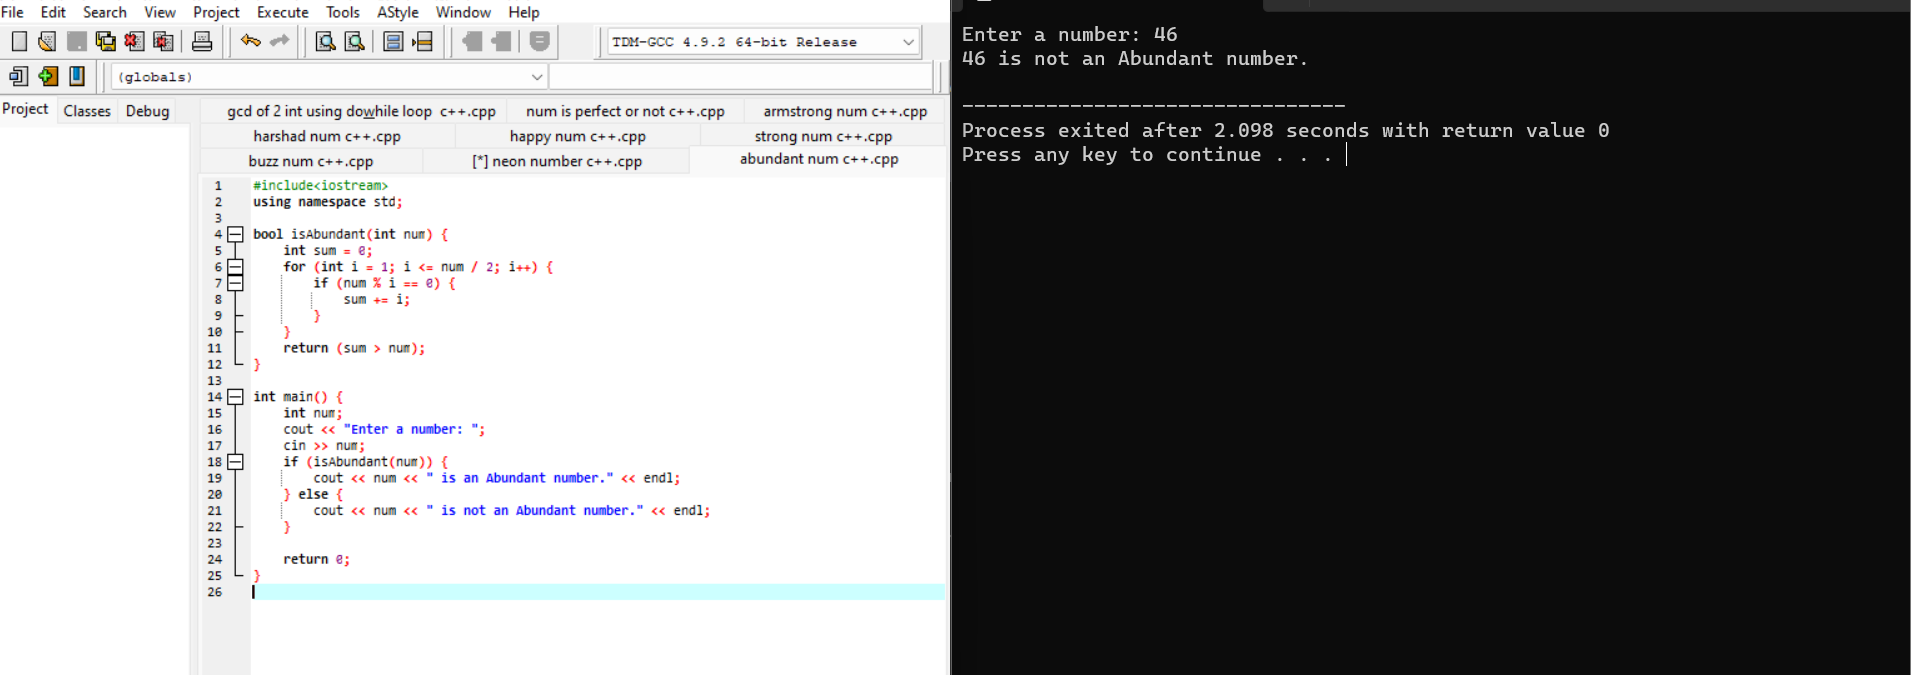 File Edit Search View Project Execute Tools AStyle Window Help
TDM-GCC 4.9.2 64-bit Release
(globals)
Project Classes Debug
gcd of 2 int using dowhile loop c++.cpp num is perfect or not c++.cpp armstrong num c++.cpp
harshad num c++.cpp happy num c++.cpp strong num c++.cpp
buzz num c++.cpp [*] neon number c++.cpp abundant num c++.cpp
1 #include<iostream>
2 using namespace std;
3
4 bool isAbundant(int num) {
5 int sum = 0;
6 for (int i = 1; i <= num / 2; i++) {
7 if (num % i == 0) {
8 sum += i;
9 }
10 }
11 return (sum > num);
12 }
13
14 int main() {
15 int num;
16 cout << "Enter a number: ";
17 cin >> num;
18 if (isAbundant(num)) {
19 cout << num << " is an Abundant number." << endl;
20 } else {
21 cout << num << " is not an Abundant number." << endl;
22 }
23
24 return 0;
25 }
26
Enter a number: 46
46 is not an Abundant number.
--------------------------------
Process exited after 2.098 seconds with return value 0
Press any key to continue . . .